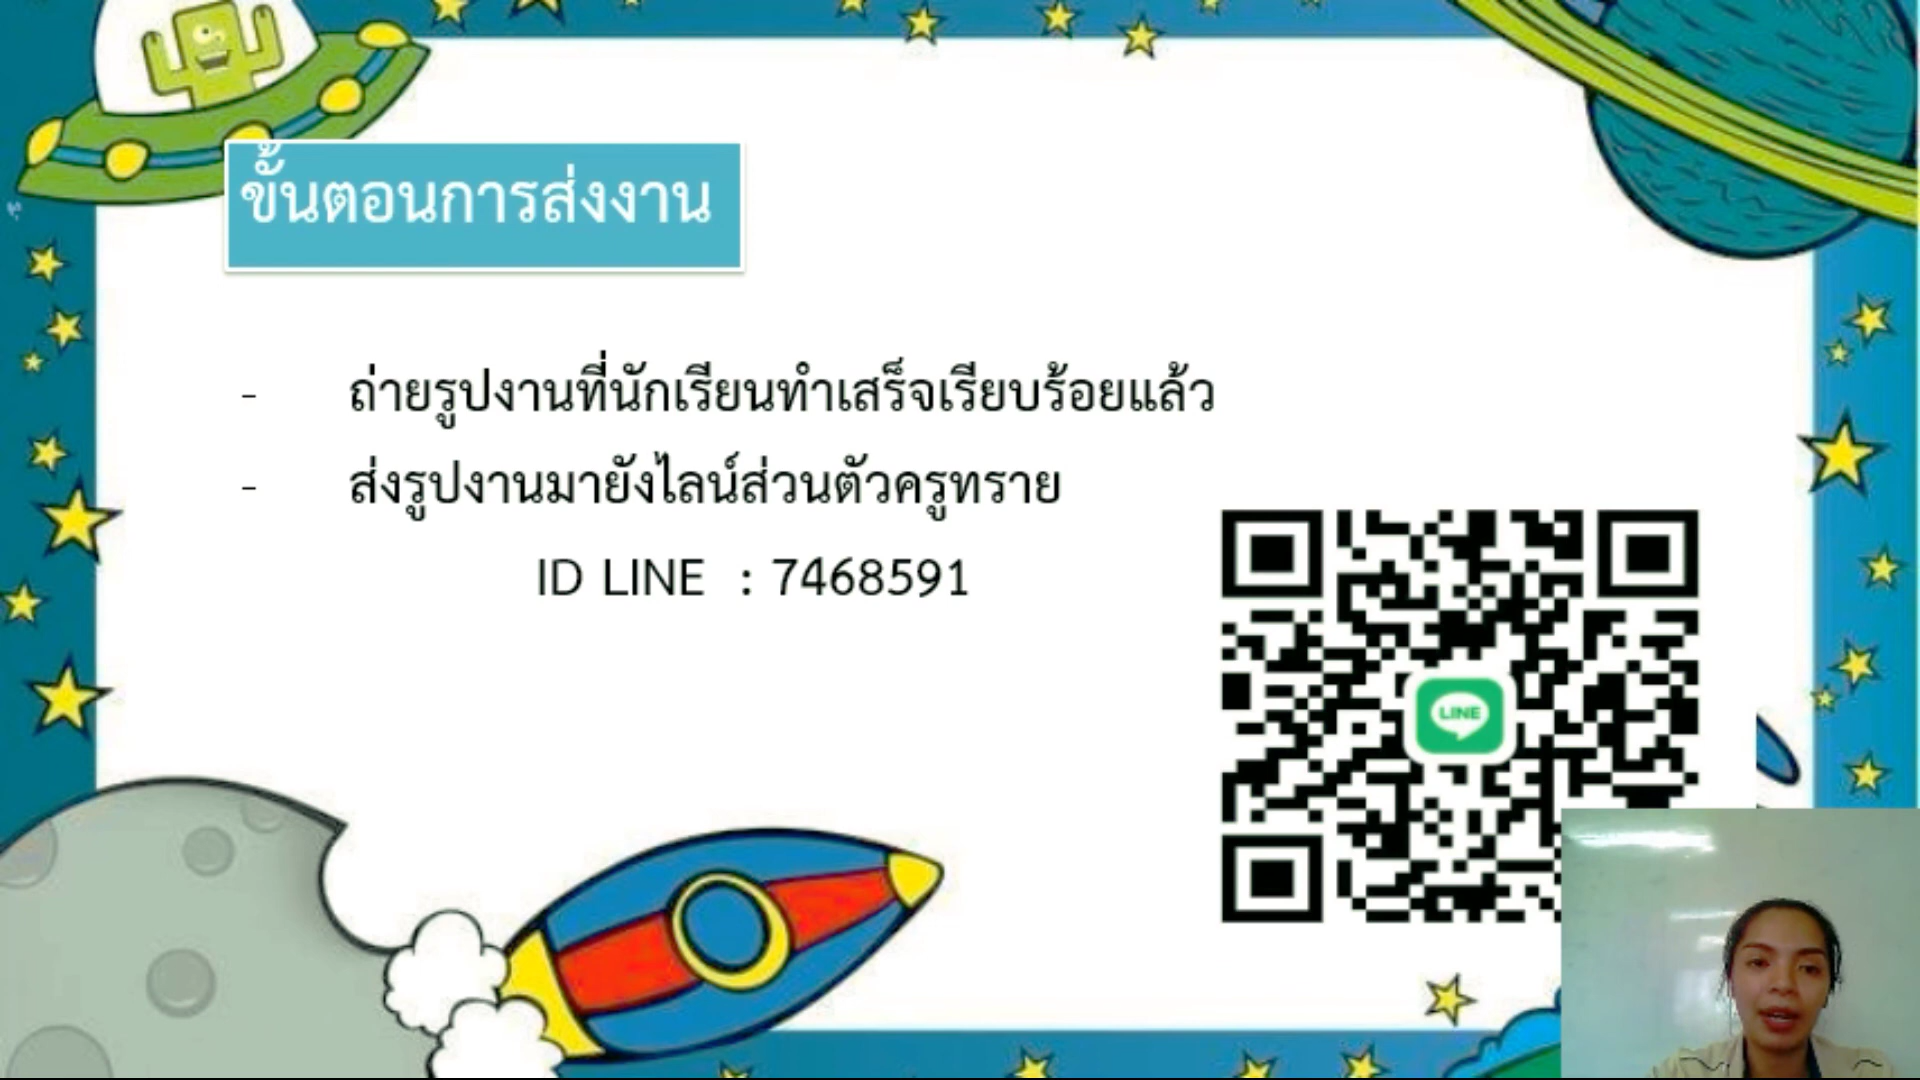 ขั้นตอนการส่งงาน
- ถ่ายรูปงานที่นักเรียนทำเสร็จเรียบร้อยแล้ว
- ส่งรูปงานมายังไลน์ส่วนตัวครูทราย
ID LINE : 7468591
LINE